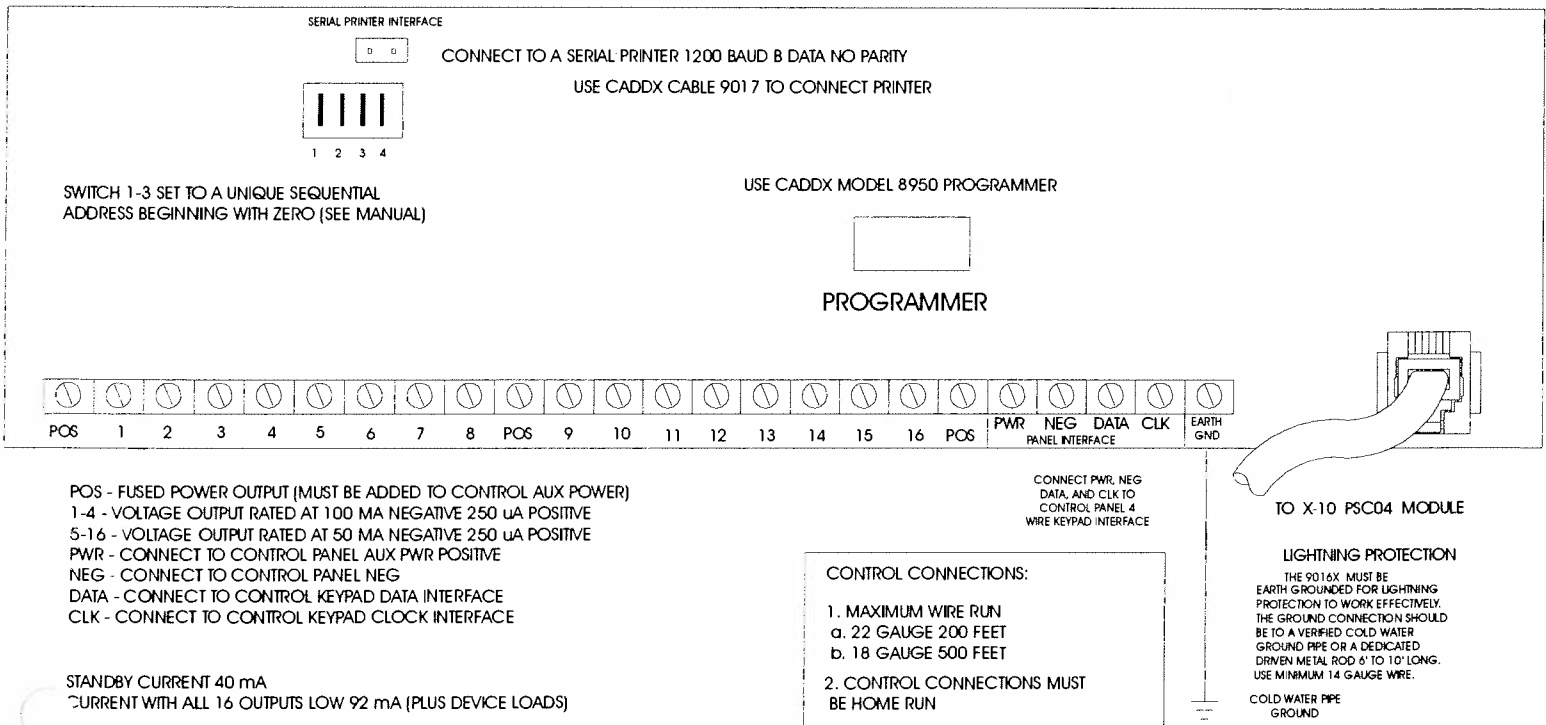 SERIAL PRINTER INTERFACE
CONNECT TO A SERIAL PRINTER 1200 BAUD B DATA NO PARITY
USE CADDX CABLE 9017 TO CONNECT PRINTER
1 2 3 4
SWITCH 1-3 SET TO A UNIQUE SEQUENTIAL
ADDRESS BEGINNING WITH ZERO (SEE MANUAL)
USE CADDX MODEL 8950 PROGRAMMER
PROGRAMMER
POS 1 2 3 4 5 6 7 8 POS 9 10 11 12 13 14 15 16 POS PWR NEG DATA CLK
PANEL INTERFACE
EARTH
GND
POS - FUSED POWER OUTPUT (MUST BE ADDED TO CONTROL AUX POWER)
1-4 - VOLTAGE OUTPUT RATED AT 100 MA NEGATIVE 250 uA POSITIVE
5-16 - VOLTAGE OUTPUT RATED AT 50 MA NEGATIVE 250 uA POSITIVE
PWR - CONNECT TO CONTROL PANEL AUX PWR POSITIVE
NEG - CONNECT TO CONTROL PANEL NEG
DATA - CONNECT TO CONTROL KEYPAD DATA INTERFACE
CLK - CONNECT TO CONTROL KEYPAD CLOCK INTERFACE
STANDBY CURRENT 40 mA
CURRENT WITH ALL 16 OUTPUTS LOW 92 mA (PLUS DEVICE LOADS)
CONNECT PWR, NEG
DATA, AND CLK TO
CONTROL PANEL 4
WIRE KEYPAD INTERFACE
CONTROL CONNECTIONS:
1. MAXIMUM WIRE RUN
a. 22 GAUGE 200 FEET
b. 18 GAUGE 500 FEET
2. CONTROL CONNECTIONS MUST
BE HOME RUN
TO X-10 PSC04 MODULE
LIGHTNING PROTECTION
THE 9016X MUST BE
EARTH GROUNDED FOR LIGHTNING
PROTECTION TO WORK EFFECTIVELY.
THE GROUND CONNECTION SHOULD
BE TO A VERIFIED COLD WATER
GROUND PIPE OR A DEDICATED
DRIVEN METAL ROD 6' TO 10' LONG.
USE MINIMUM 14 GAUGE WIRE.
COLD WATER PIPE
GROUND